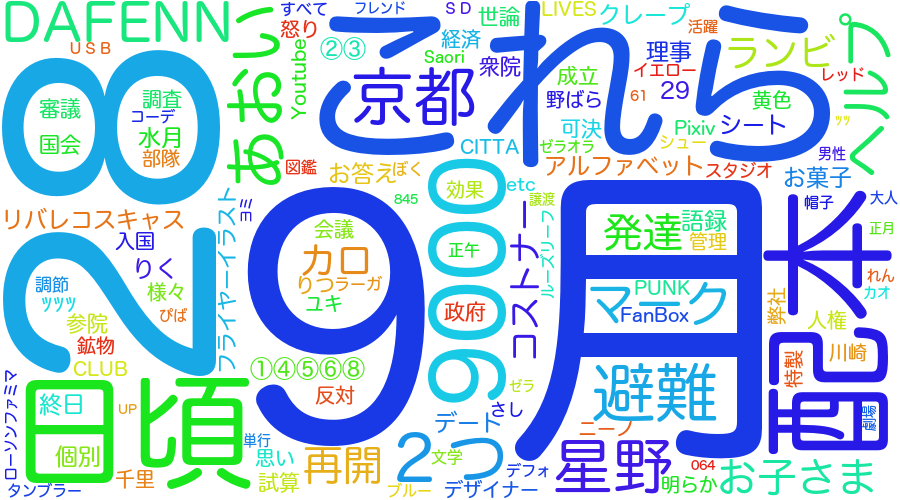 DAFENN
USB
すべて
フレンド
SD
世論
LIVES
クレープ
活躍
ランビ
ヘルプ
28
審議
調査
コーデ
国会
水月
部隊
あおい
怒り
②③
Youtube
これら
経済
Saori
衆院
京都
理事
イエロー
レッド
成立
野ばら
61
29
黄色
ッッ
可決
Pixiv
シート
CITTA
ゼラオラ
シュー
男性
図鑑
お答え
ぼく
アルファベット
スタジオ
お菓子
リバレコスキャス
フライヤーイラスト
ヨミ
845
9000
効果
etc
譲渡
帽子
大人
入国
会議
正午
コストナー
ルーズリーフ
発達
語録
管理
正月
りく
カロ
9月
配本
調節
様々
りつ
ラーガ
ユキ
PUNK
マーク
FanBox
弊社
れん
カオ
ッッッ
ぴば
参院
政府
人権
鉱物
川崎
CLUB
①④⑤⑥⑧
特製
ローソンファミマ
日頃
反対
ゼラ
避難
終日
UP
さし
デート
ニーノ
劇場
単行
2つ
個別
思い
再開
文学
デフォ
星野
064
お子さま
タンブラー
千里
試算
ブルー
デザイナー
明らか